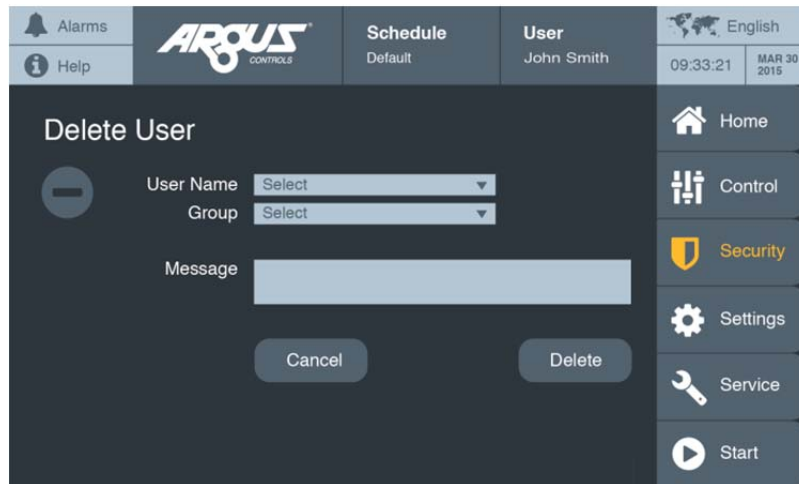 Alarms
Help
ARGUS
CONTROLS
Schedule
Default
User
John Smith
English
09:33:21
MAR 30
2015
Delete User
User Name
Select
Group
Select
Message
Cancel
Delete
Home
Control
Security
Settings
Service
Start